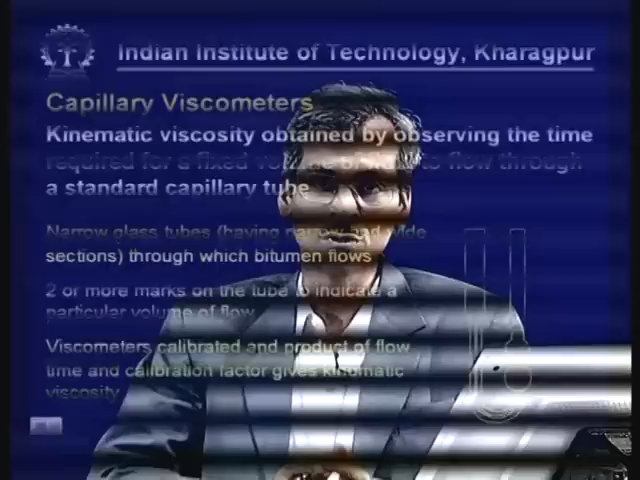 Indian Institute of Technology, Kharagpur
Capillary Viscometers
Kinematic viscosity obtained by observing the time
required for a fixed volume of to flow through
a standard capillary tube
Narrow glass tubes (having narrow and wide
sections) through which bitumen flows
2 or more marks on the tube to indicate a
particular volume of flow
Viscometers calibrated and product of flow
time and calibration factor gives kinematic
viscosity